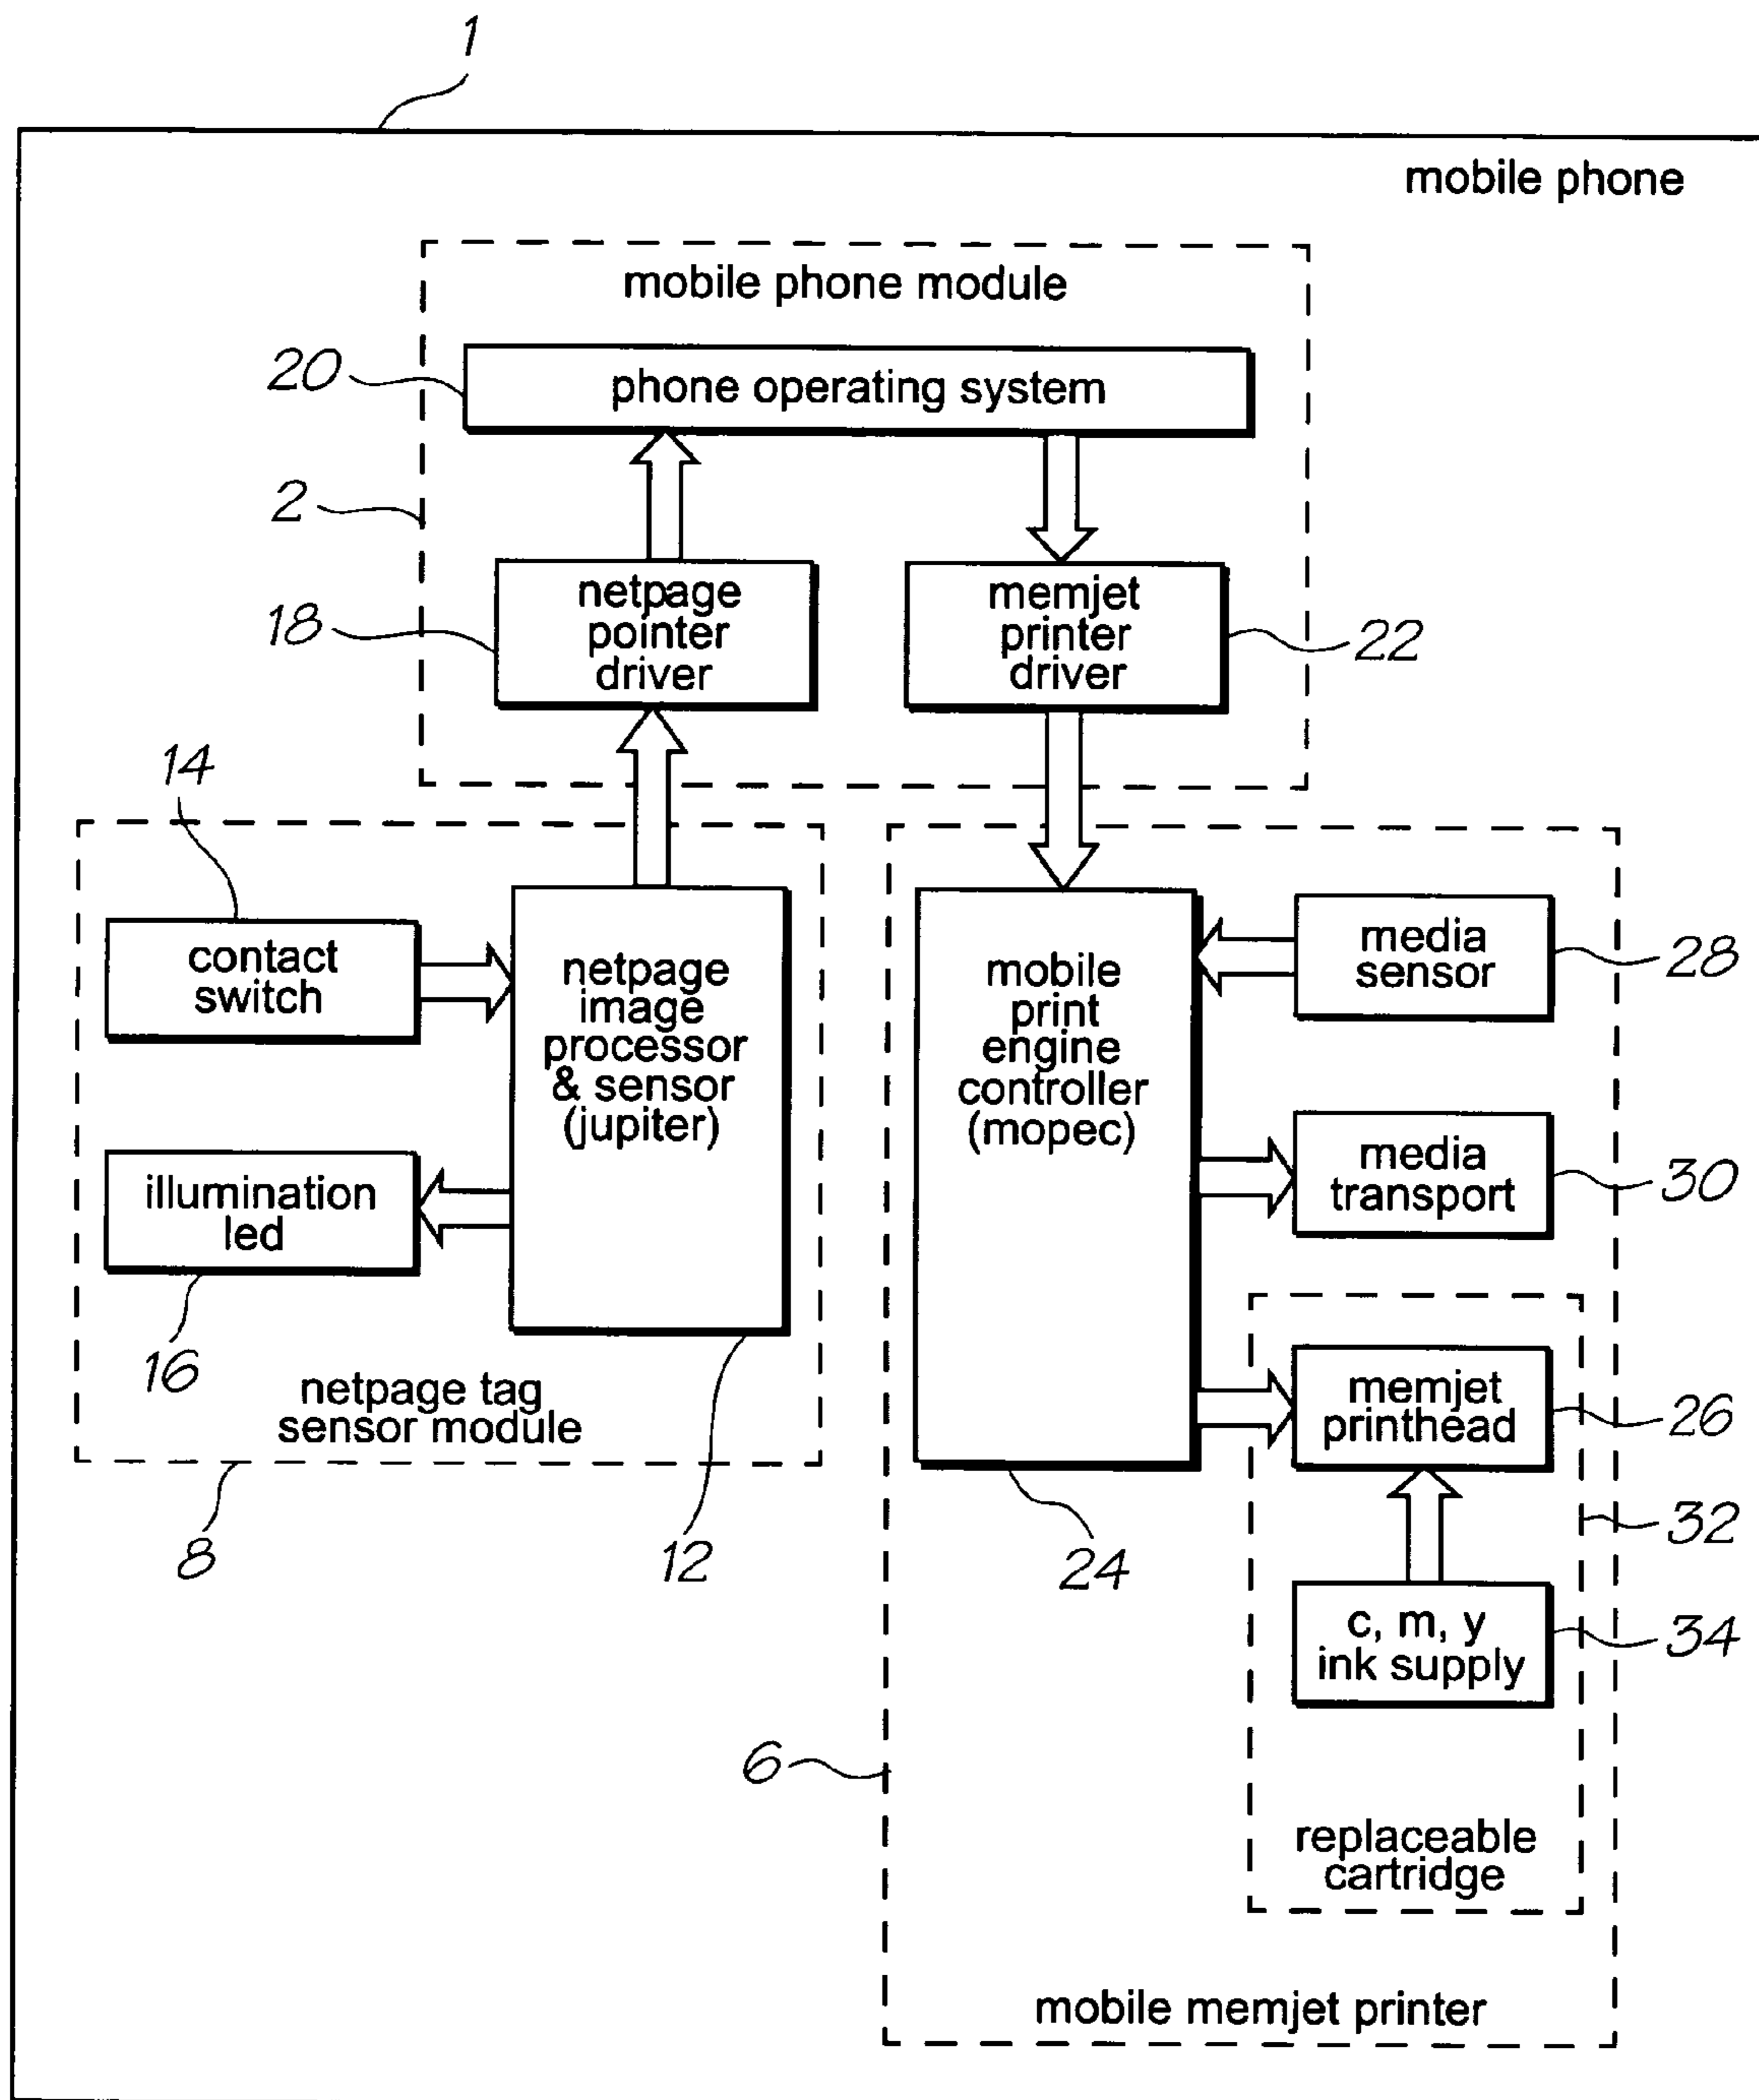 1
mobile phone
mobile phone module
20
phone operating system
2
18
netpage
pointer
driver
memjet
printer
driver
22
14
contact
switch
netpage
image
processor
& sensor
(jupiter)
illumination
led
16
netpage tag
sensor module
8
12
mobile
print
engine
controller
(mopec)
24
media
sensor
28
media
transport
30
memjet
printhead
26
32
c, m, y
ink supply
34
6
replaceable
cartridge
mobile memjet printer